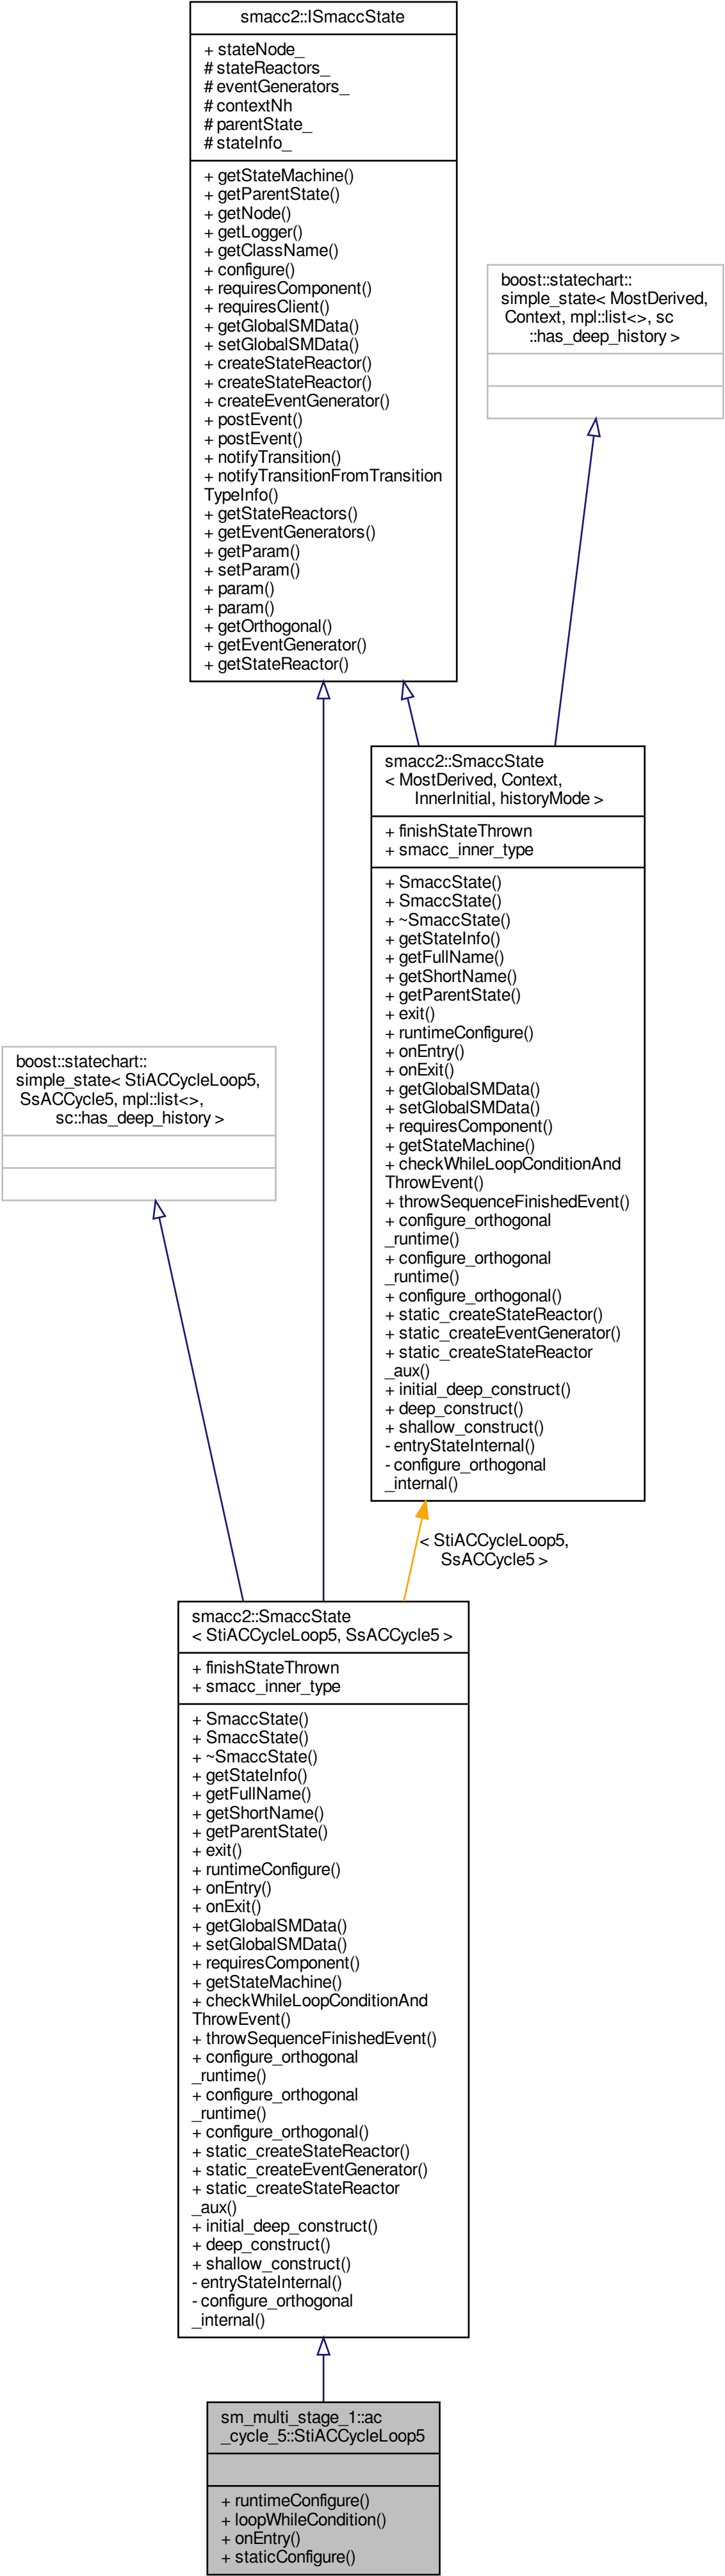 smacc2::ISmaccState
+ stateNode_
# stateReactors_
# eventGenerators_
# contextNh
# parentState_
# stateInfo_
+ getStateMachine()
+ getParentState()
+ getNode()
+ getLogger()
+ getClassName()
+ configure()
+ requiresComponent()
+ requiresClient()
+ getGlobalSMData()
+ setGlobalSMData()
+ createStateReactor()
+ createStateReactor()
+ createEventGenerator()
+ postEvent()
+ postEvent()
+ notifyTransition()
+ notifyTransitionFromTransition
TypeInfo()
+ getStateReactors()
+ getEventGenerators()
+ getParam()
+ setParam()
+ param()
+ param()
+ getOrthogonal()
+ getEventGenerator()
+ getStateReactor()
boost::statechart::
simple_state< MostDerived,
Context, mpl::list<>, sc
::has_deep_history >
smacc2::SmaccState
< MostDerived, Context,
InnerInitial, historyMode >
+ finishStateThrown
+ smacc_inner_type
+ SmaccState()
+ SmaccState()
+ ~SmaccState()
+ getStateInfo()
+ getFullName()
+ getShortName()
+ getParentState()
+ exit()
+ runtimeConfigure()
+ onEntry()
+ onExit()
+ getGlobalSMData()
+ setGlobalSMData()
+ requiresComponent()
+ getStateMachine()
+ checkWhileLoopConditionAnd
ThrowEvent()
+ throwSequenceFinishedEvent()
+ configure_orthogonal
_runtime()
+ configure_orthogonal
_runtime()
+ configure_orthogonal()
+ static_createStateReactor()
+ static_createEventGenerator()
+ static_createStateReactor
_aux()
+ initial_deep_construct()
+ deep_construct()
+ shallow_construct()
- entryStateInternal()
- configure_orthogonal
_internal()
boost::statechart::
simple_state< StiACCycleLoop5,
SsACCycle5, mpl::list<>,
sc::has_deep_history >
< StiACCycleLoop5,
SsACCycle5 >
smacc2::SmaccState
< StiACCycleLoop5, SsACCycle5 >
+ finishStateThrown
+ smacc_inner_type
+ SmaccState()
+ SmaccState()
+ ~SmaccState()
+ getStateInfo()
+ getFullName()
+ getShortName()
+ getParentState()
+ exit()
+ runtimeConfigure()
+ onEntry()
+ onExit()
+ getGlobalSMData()
+ setGlobalSMData()
+ requiresComponent()
+ getStateMachine()
+ checkWhileLoopConditionAnd
ThrowEvent()
+ throwSequenceFinishedEvent()
+ configure_orthogonal
_runtime()
+ configure_orthogonal
_runtime()
+ configure_orthogonal()
+ static_createStateReactor()
+ static_createEventGenerator()
+ static_createStateReactor
_aux()
+ initial_deep_construct()
+ deep_construct()
+ shallow_construct()
- entryStateInternal()
- configure_orthogonal
_internal()
sm_multi_stage_1::ac
_cycle_5::StiACCycleLoop5
+ runtimeConfigure()
+ loopWhileCondition()
+ onEntry()
+ staticConfigure()